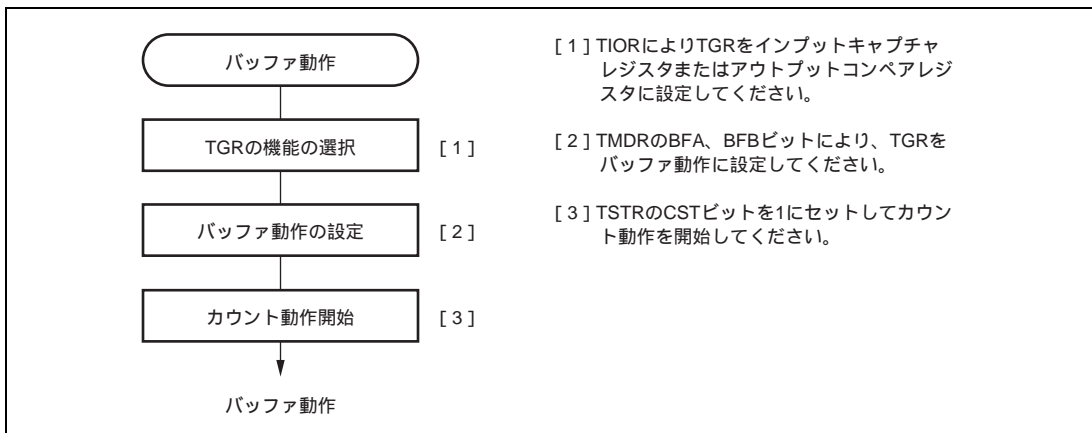 バッファ動作
TGRの機能の選択 [1]
バッファ動作の設定 [2]
カウント動作開始 [3]
バッファ動作
[1]TIORによりTGRをインプットキャプチャ
レジスタまたはアウトプットコンペアレジ
スタに設定してください。
[2]TMDRのBFA、BFBビットにより、TGRを
バッファ動作に設定してください。
[3]TSTRのCSTビットを1にセットしてカウン
ト動作を開始してください。